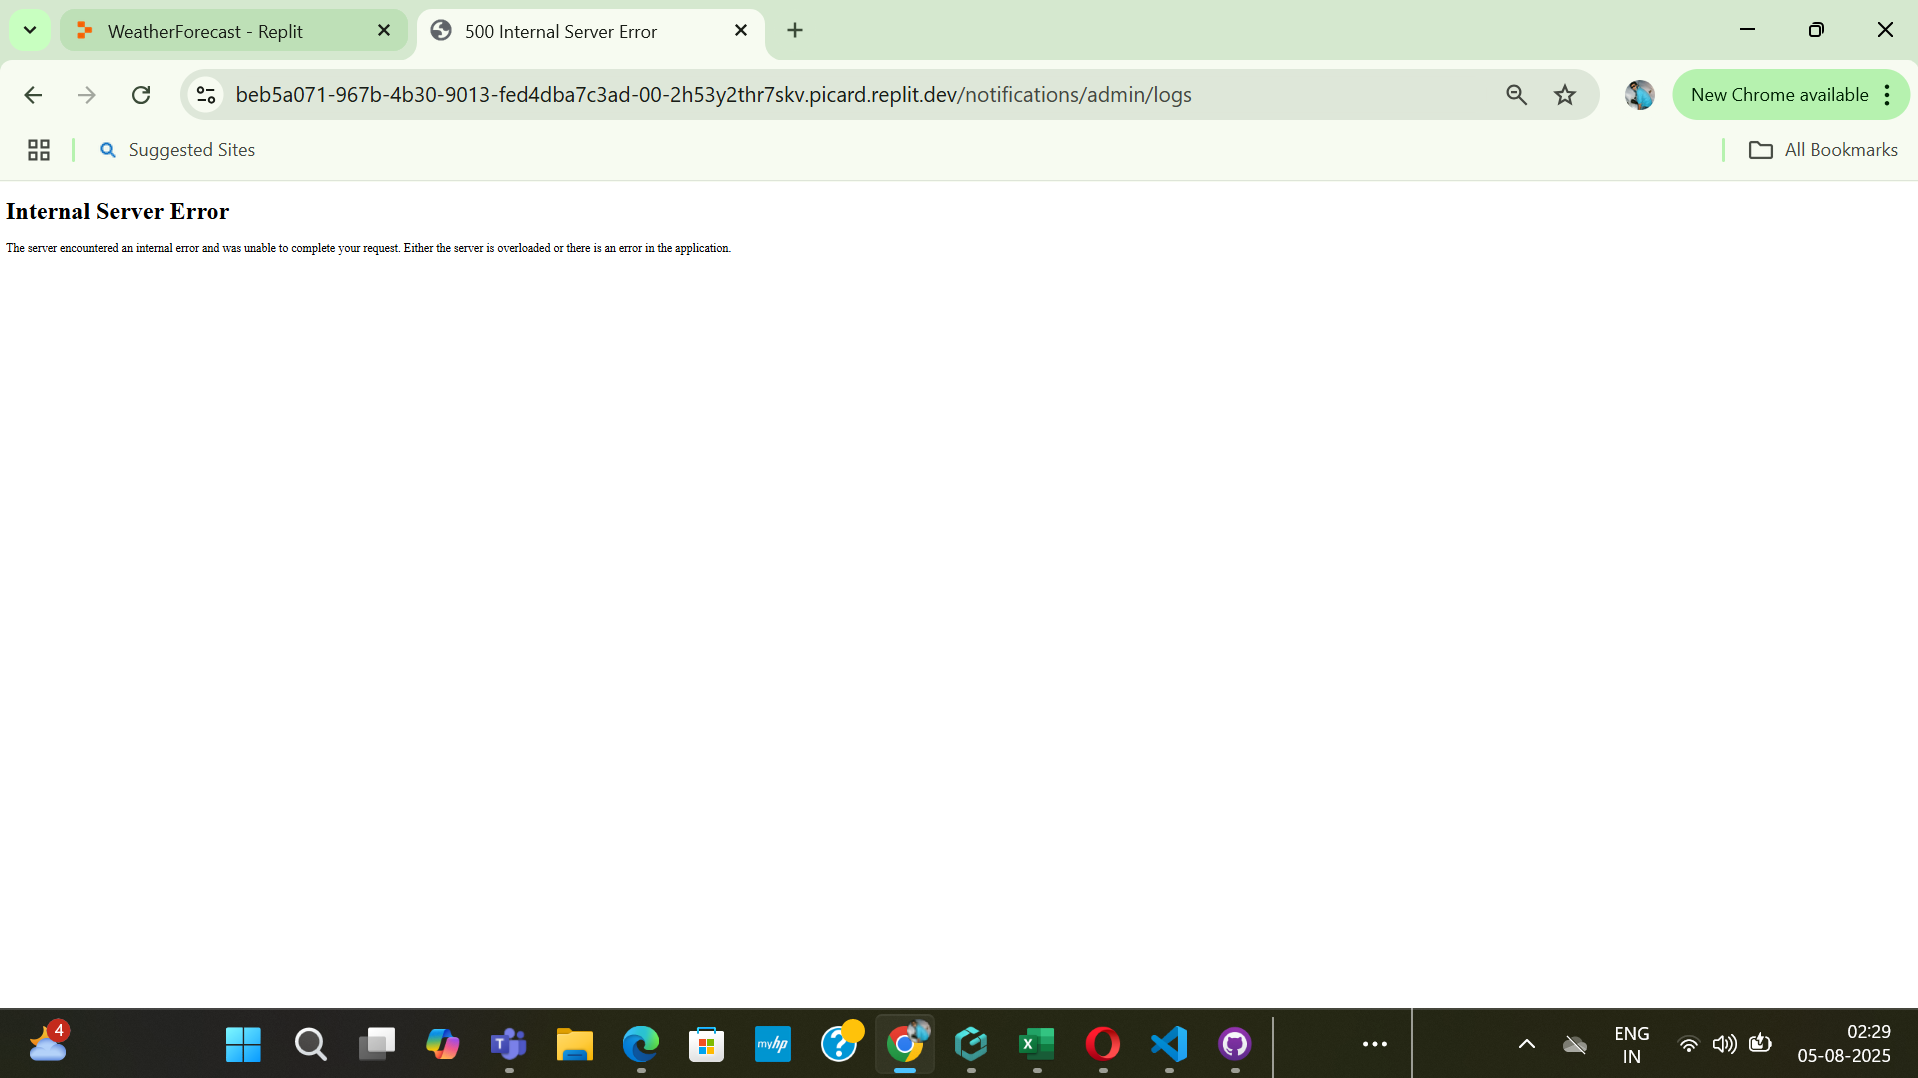 WeatherForecast - Replit
500 Internal Server Error
beb5a071-967b-4b30-9013-fed4dba7c3ad-00-2h53y2thr7skv.picard.replit.dev/notifications/admin/logs
New Chrome available
Suggested Sites
All Bookmarks
Internal Server Error
The server encountered an internal error and was unable to complete your request. Either the server is overloaded or there is an error in the application.
4
myhp
ENG
IN
02:29
05-08-2025